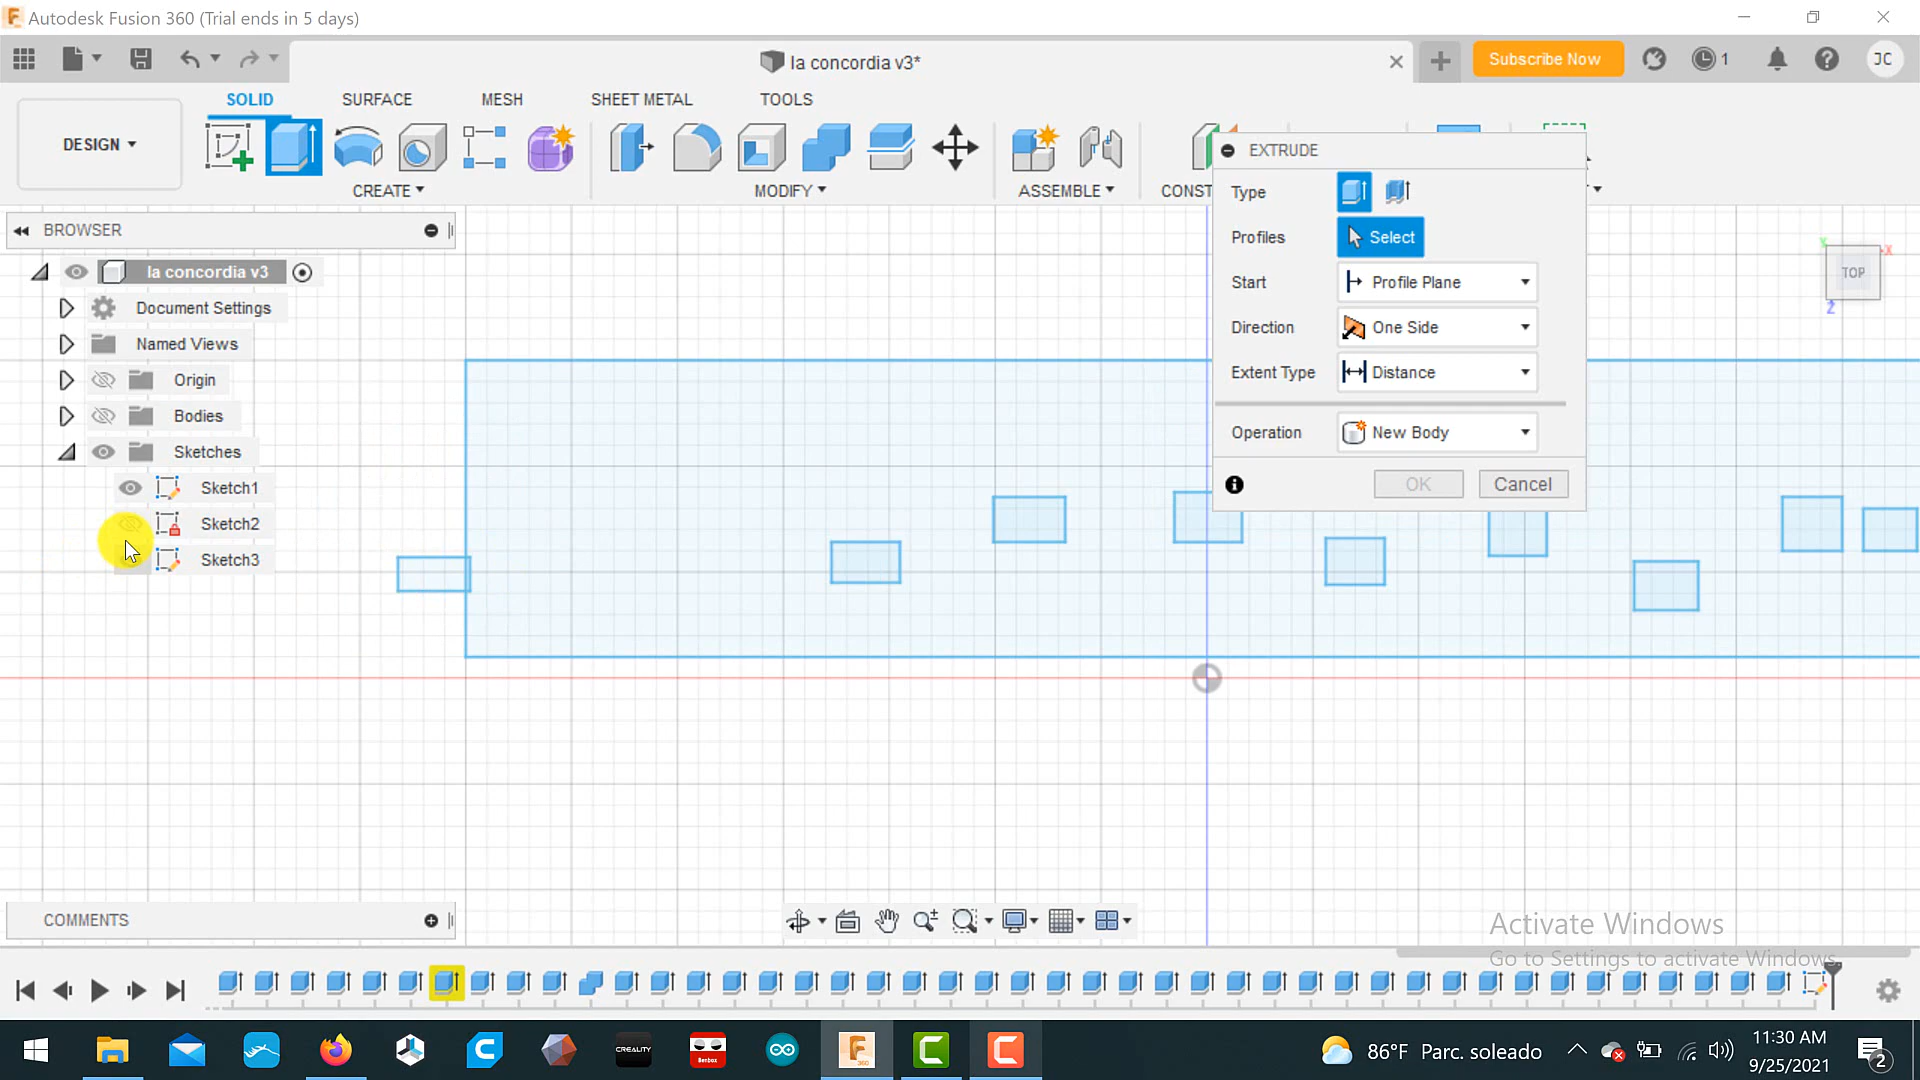 Autodesk Fusion 360 (Trial ends in 5 days)
la concordia v3*
Subscribe Now
1
JC
SOLID
SURFACE
MESH
SHEET METAL
TOOLS
DESIGN
CREATE
MODIFY
ASSEMBLE
CONST
EXTRUDE
Type
Profiles
Select
Start
Profile Plane
Direction
One Side
Extent Type
Distance
Operation
New Body
OK
Cancel
BROWSER
la concordia v3
Document Settings
Named Views
Origin
Bodies
Sketches
Sketch1
Sketch2
Sketch3
TOP
Y
X
Z
COMMENTS
Activate Windows
Go to Settings to activate Windows.
CREALITY
Benbox
F
360
86°F Parc. soleado
11:30 AM
9/25/2021
2